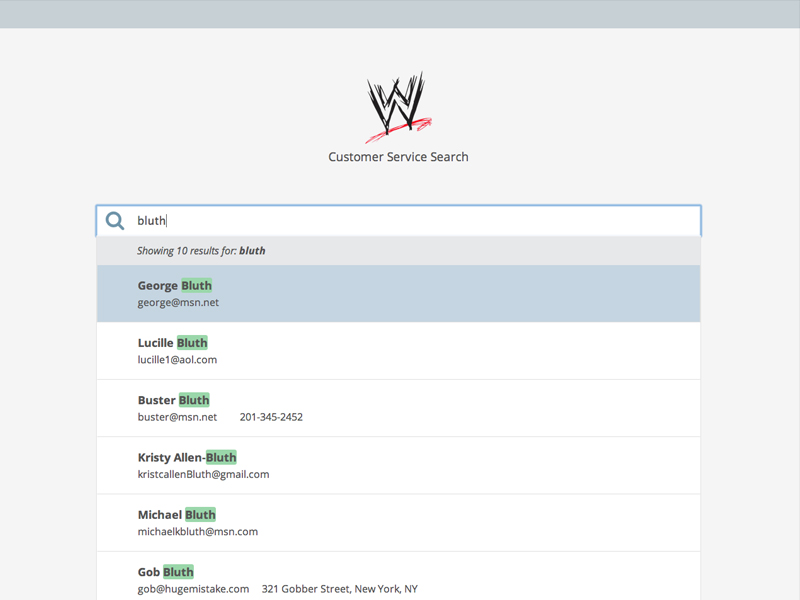 W
Customer Service Search
bluth
Showing 10 results for: bluth
George Bluth
george@msn.net
Lucille Bluth
lucille1@aol.com
Buster Bluth
buster@msn.net 201-345-2452
Kristy Allen-Bluth
kristcallenBluth@gmail.com
Michael Bluth
michaelkbluth@msn.com
Gob Bluth
gob@hugemistake.com 321 Gobber Street, New York, NY